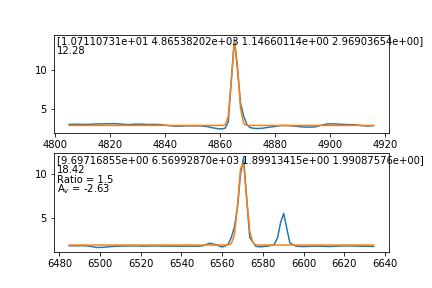 [1.07110731e+01 4.86538202e+03 1.14660114e+00 2.96903654e+00]
12.28
10
5
4800 4820 4840 4860 4880 4900 4920
[9.69716855e+00 6.56992870e+03 1.89913415e+00 1.99087576e+00]
18.42
Ratio = 1.5
Aᵥ = -2.63
10
5
6480 6500 6520 6540 6560 6580 6600 6620 6640